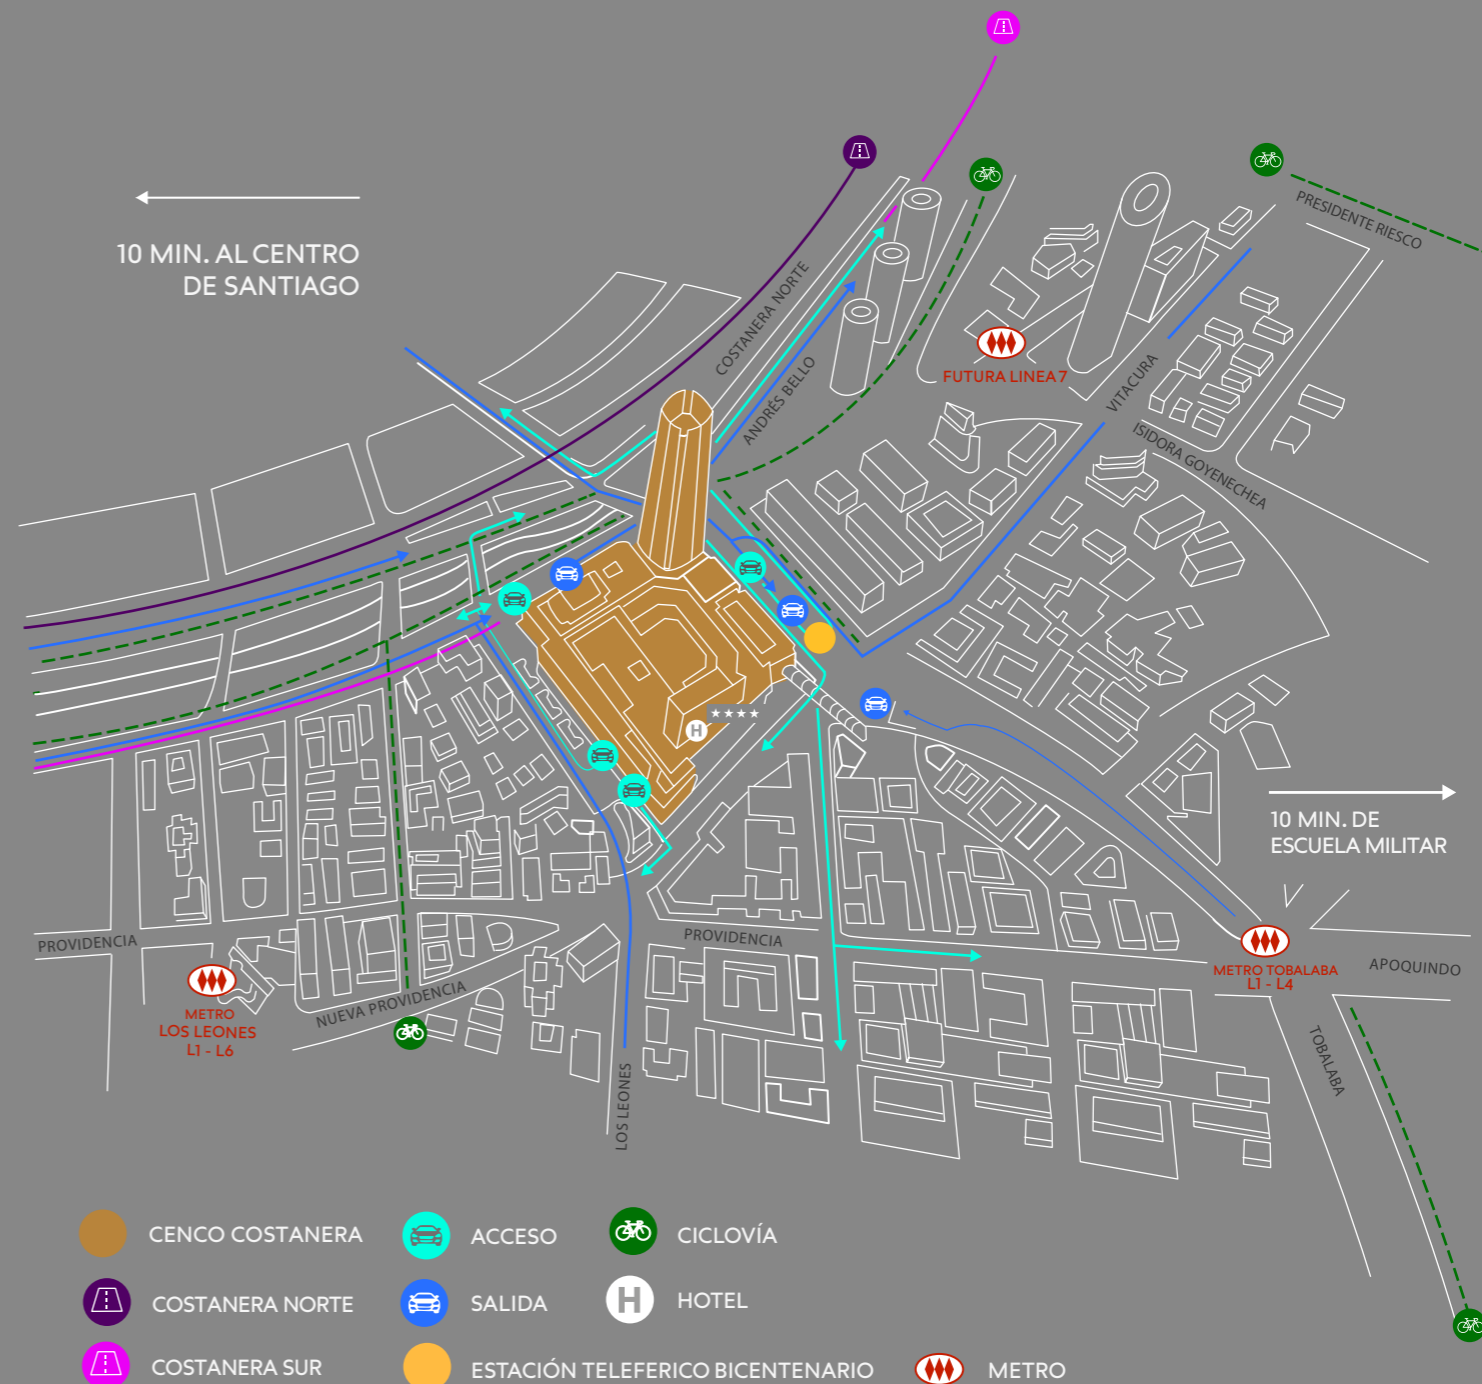 10 MIN. AL CENTRO
DE SANTIAGO
PRESIDENTE RIESCO
COSTANERA NORTE
ANDRÉS BELLO
FUTURA LINEA 7
VITACURA
ISIDORA GOYENECHEA
★★★★
H
10 MIN. DE
ESCUELA MILITAR
PROVIDENCIA
PROVIDENCIA
METRO TOBALABA
L1 - L4
APOQUINDO
METRO
LOS LEONES
L1 - L6
NUEVA PROVIDENCIA
LOS LEONES
TOBALABA
CENCO COSTANERA
ACCESO
CICLOVÍA
COSTANERA NORTE
SALIDA
H
HOTEL
COSTANERA SUR
ESTACIÓN TELEFERICO BICENTENARIO
METRO